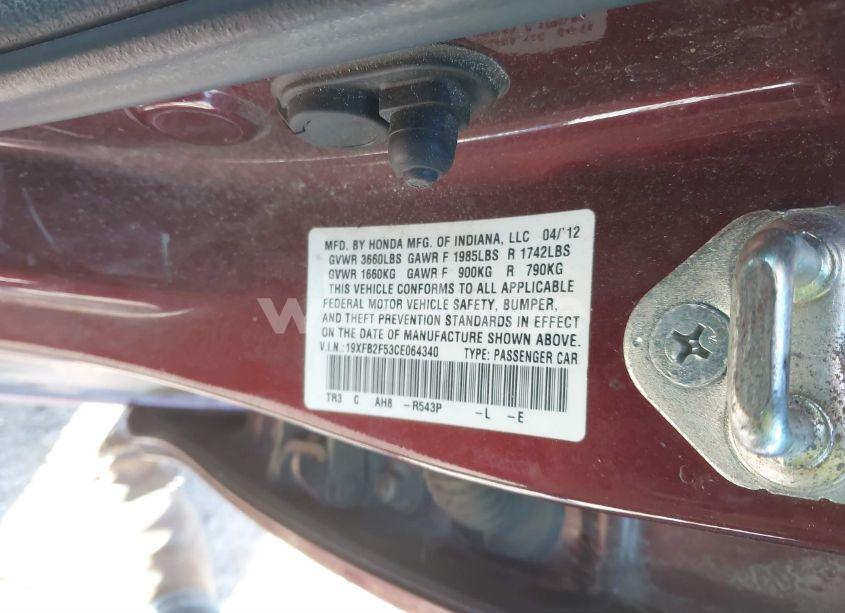 MFD. BY HONDA MFG. OF INDIANA, LLC 04/'12
GVWR 3660LBS GAWR F 1985LBS R 1742LBS
GVWR 1660KG GAWR F 900KG R 790KG
THIS VEHICLE CONFORMS TO ALL APPLICABLE
FEDERAL MOTOR VEHICLE SAFETY, BUMPER,
AND THEFT PREVENTION STANDARDS IN EFFECT
ON THE DATE OF MANUFACTURE SHOWN ABOVE.
V.I.N.:19XFB2F53CE064340 TYPE: PASSENGER CAR
TR3 C AH8 -R543P -L -E